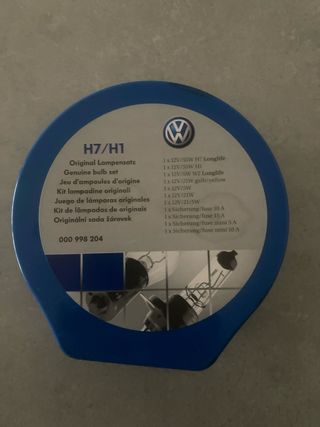 H7/H1
Original Lampensatz
Genuine bulb set
Jeu d'ampoules d'origine
Kit lampadine originali
Juego de lámparas originales
Kit de lâmpadas de originais
Originální sada žárovek
000 998 204
1 x 12V/55W H7 Longlife
1 x 12V/55W H1
1 x 12V/5W W2 Longlife
1 x 12V/21W gelb/yellow
1 x 12V/5W
1 x 12V/21W
1 x 12V/21/5W
1 x Sicherung/fuse 10 A
1 x Sicherung/fuse 15 A
1 x Sicherung/fuse mini 5 A
1 x Sicherung/fuse mini 10 A